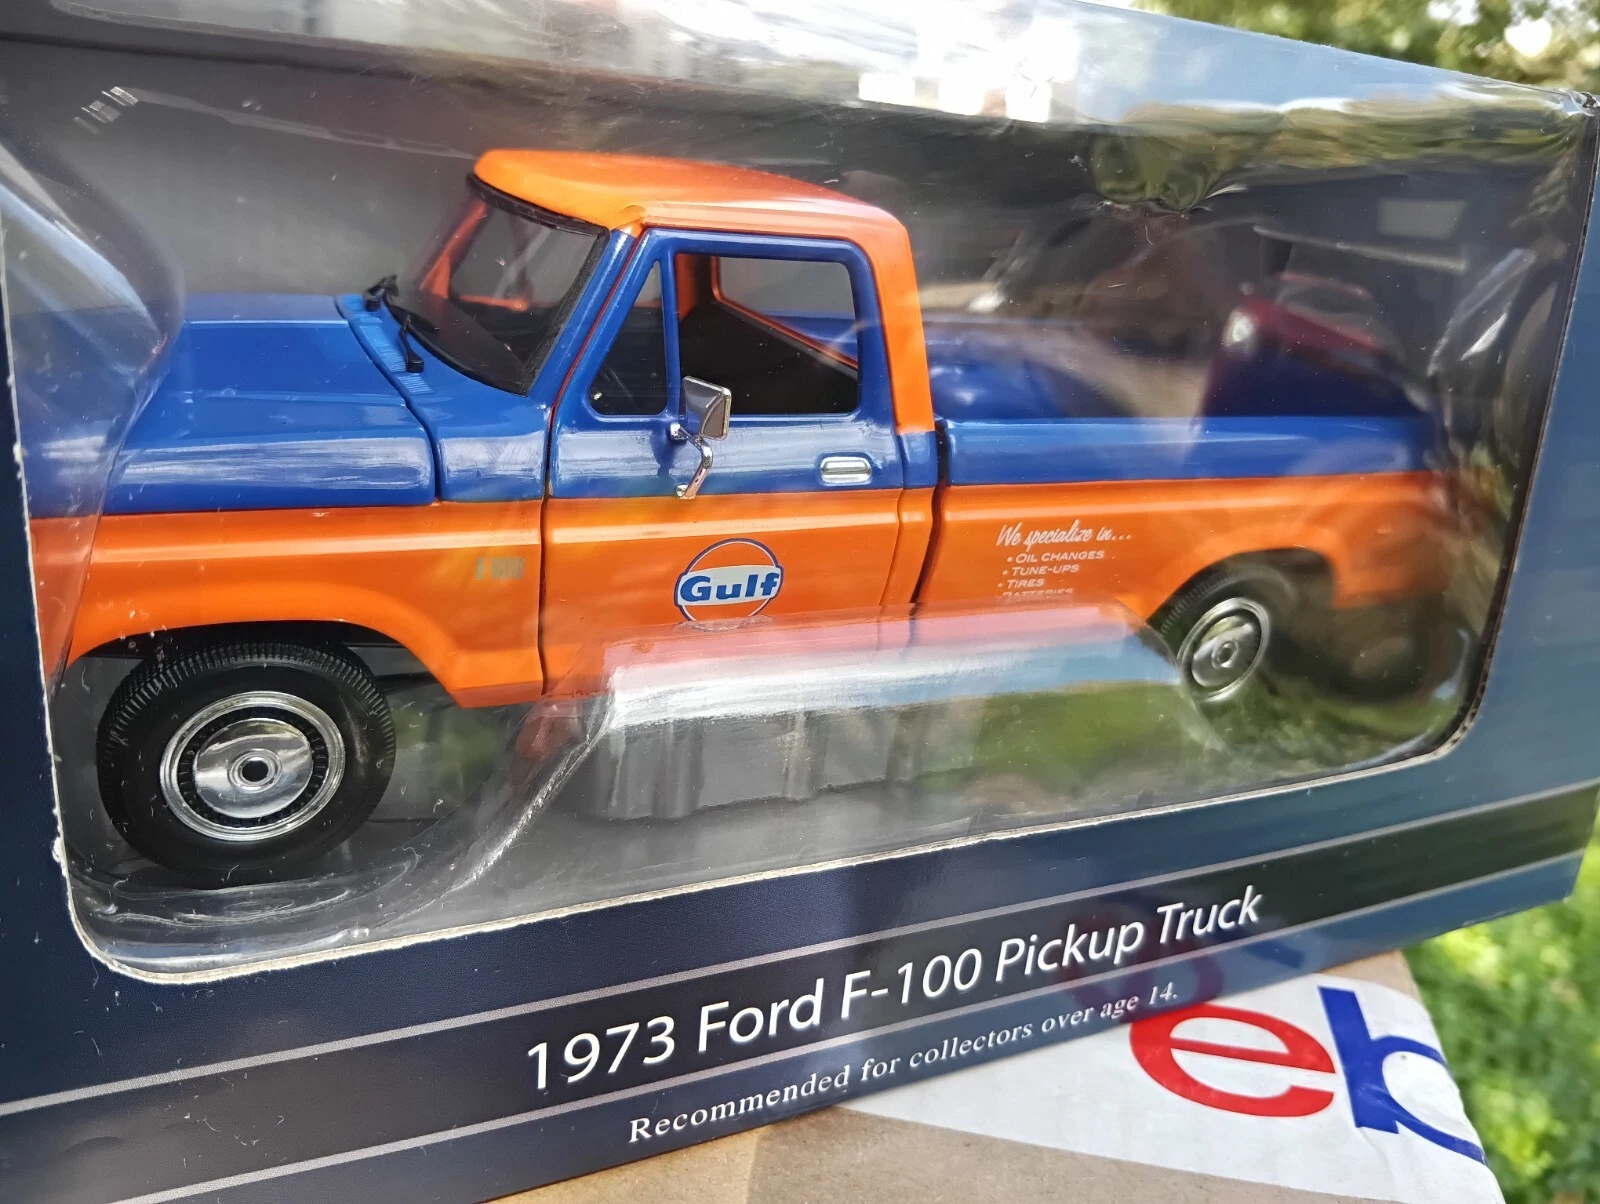 Gulf
We specialize in...
• OIL CHANGES
• TUNE-UPS
• TIRES
• BATTERIES
1973 Ford F-100 Pickup Truck
Recommended for collectors over age 14.
eb